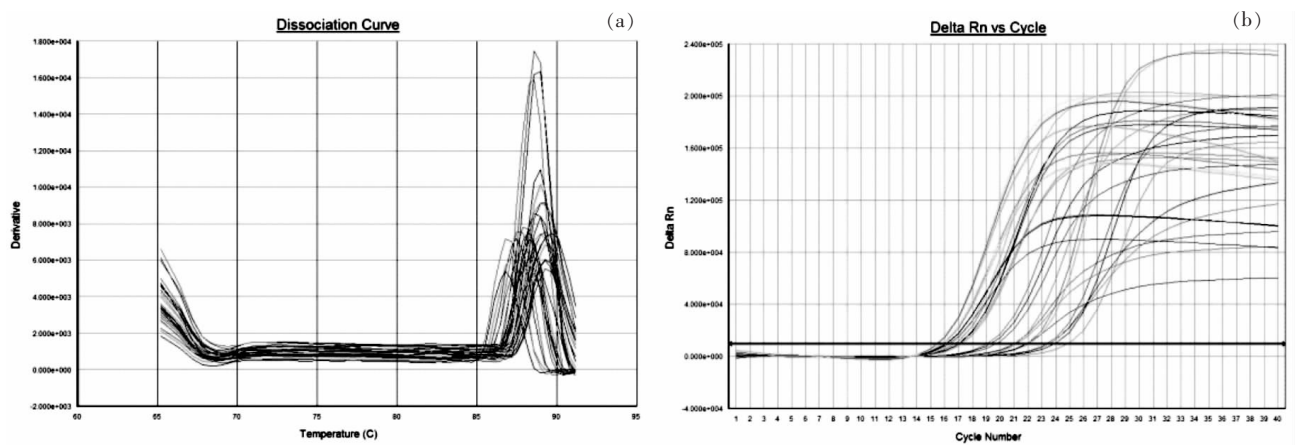 Dissociation Curve
(a)
1.800e+004
1.600e+004
1.400e+004
1.200e+004
1.000e+004
8.000e+003
6.000e+003
4.000e+003
2.000e+003
0.000e+000
-2.000e+003
Derivative
60 65 70 75 80 85 90 95
Temperature (C)
Delta Rn vs Cycle
(b)
2.400e+005
2.000e+005
1.600e+005
1.200e+005
8.000e+004
4.000e+004
0.000e+000
-4.000e+004
Delta Rn
1 2 3 4 5 6 7 8 9 10 11 12 13 14 15 16 17 18 19 20 21 22 23 24 25 26 27 28 29 30 31 32 33 34 35 36 37 38 39 40
Cycle Number